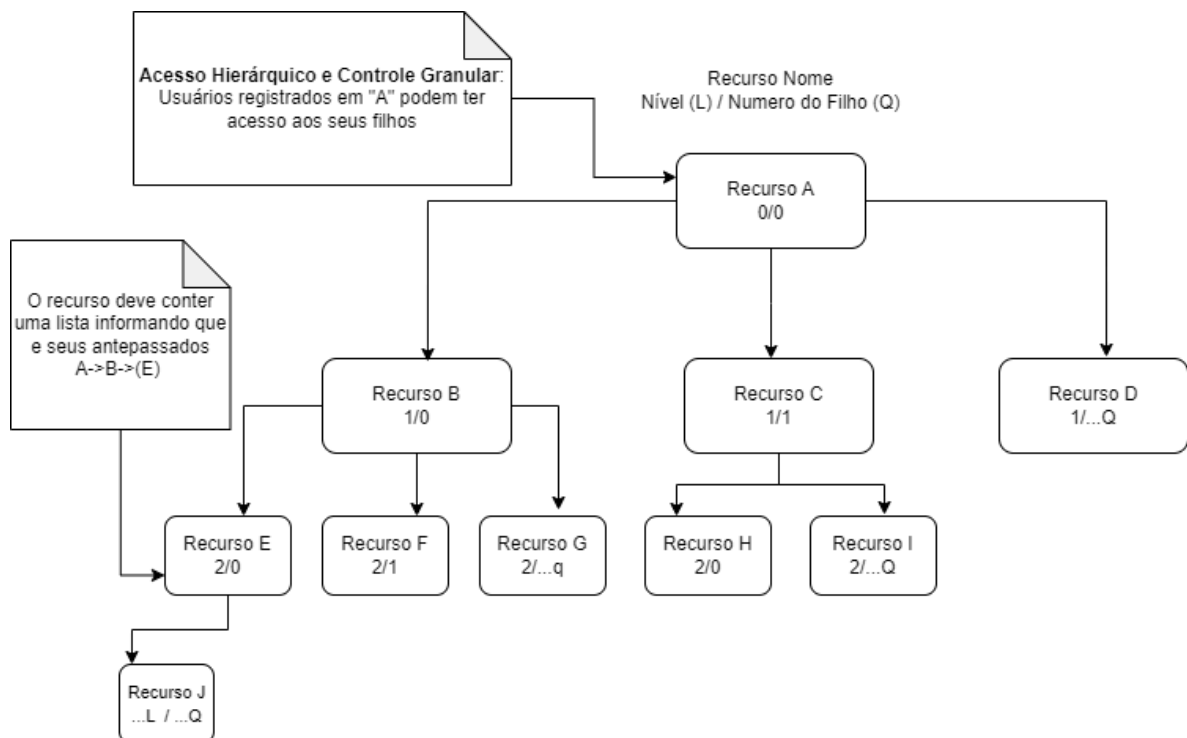 Acesso Hierárquico e Controle Granular:
Usuários registrados em "A" podem ter
acesso aos seus filhos
Recurso Nome
Nível (L) / Numero do Filho (Q)
Recurso A
0/0
O recurso deve conter
uma lista informando que
e seus antepassados
A->B->(E)
Recurso B
1/0
Recurso C
1/1
Recurso D
1/...Q
Recurso E
2/0
Recurso F
2/1
Recurso G
2/...q
Recurso H
2/0
Recurso I
2/...Q
Recurso J
...L / ...Q